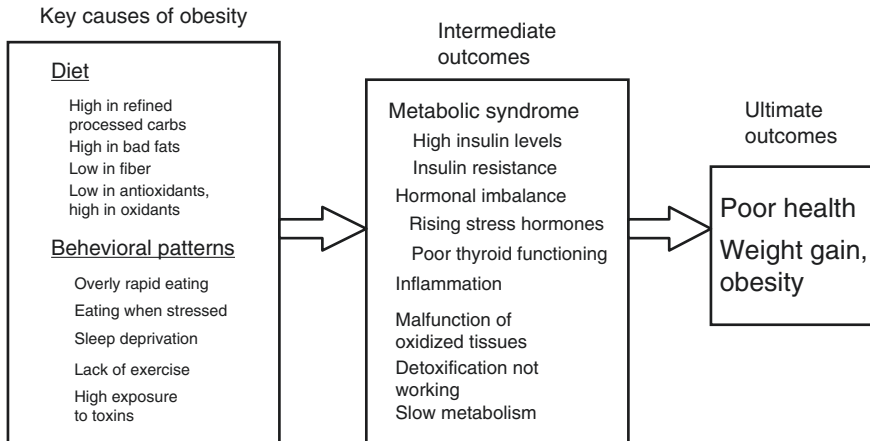 Key causes of obesity
Diet
High in refined
processed carbs
High in bad fats
Low in fiber
Low in antioxidants,
high in oxidants
Behevioral patterns
Overly rapid eating
Eating when stressed
Sleep deprivation
Lack of exercise
High exposure
to toxins
Intermediate
outcomes
Metabolic syndrome
High insulin levels
Insulin resistance
Hormonal imbalance
Rising stress hormones
Poor thyroid functioning
Inflammation
Malfunction of
oxidized tissues
Detoxification not
working
Slow metabolism
Ultimate
outcomes
Poor health
Weight gain,
obesity